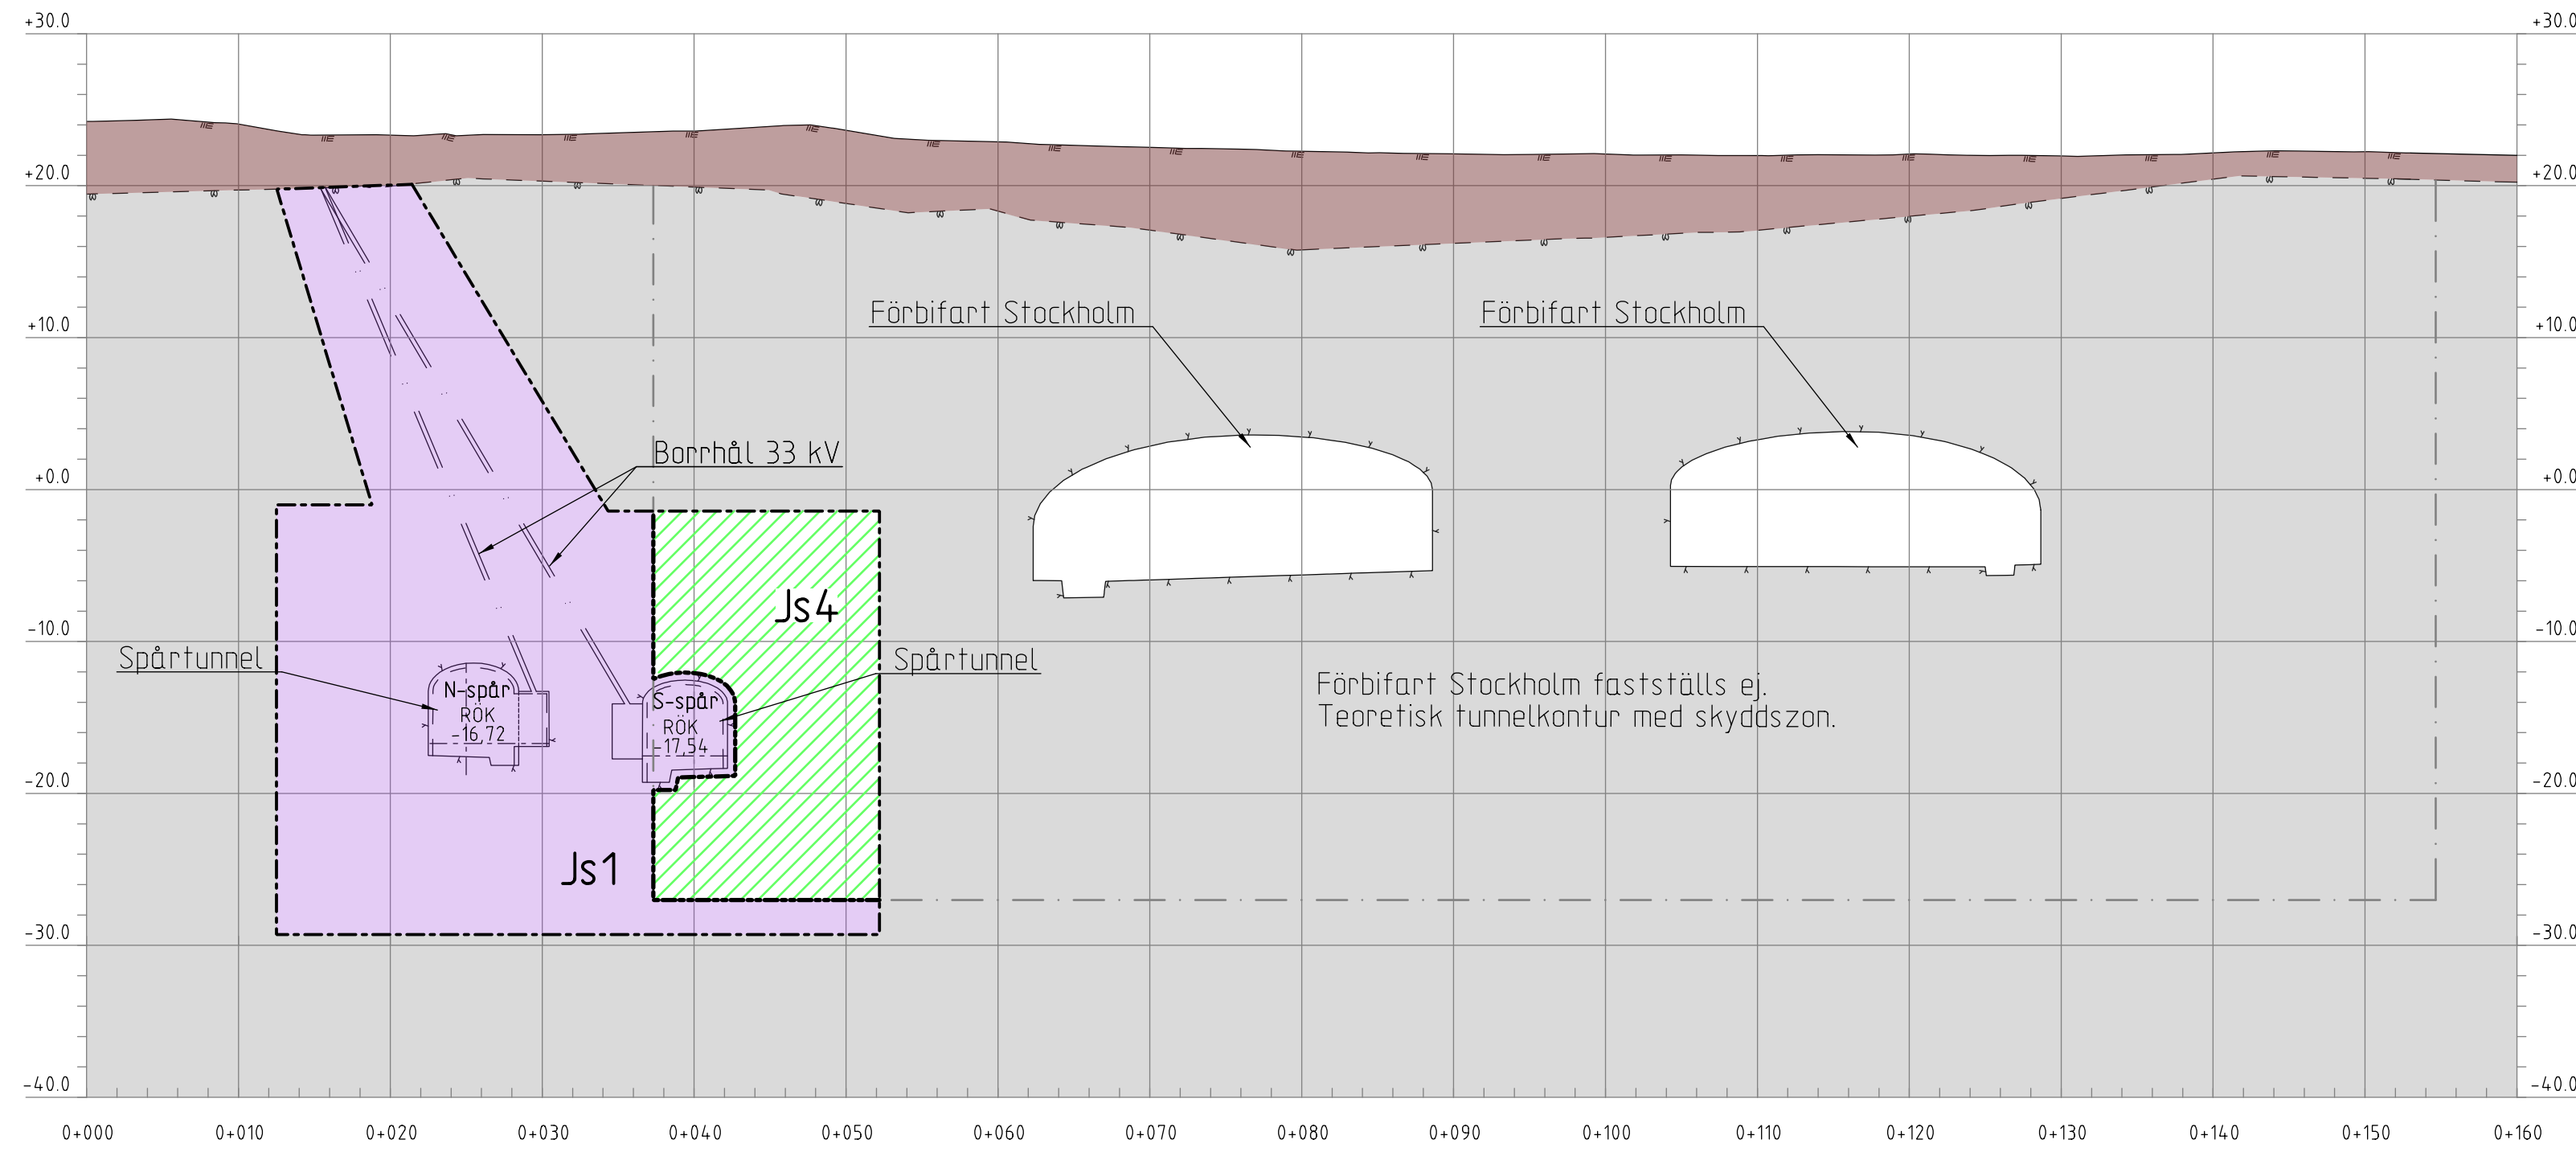 +30.0 +30.0
+20.0 +20.0
Förbifart Stockholm Förbifart Stockholm
+10.0 +10.0
Borrhål 33 kV
+0.0 +0.0
Js4
-10.0 -10.0
Spårtunnel Spårtunnel
N-spår S-spår
RÖK RÖK
-16,72 -17,54
Förbifart Stockholm fastställs ej.
Teoretisk tunnelkontur med skyddszon.
-20.0 -20.0
Js1
-30.0 -30.0
-40.0 -40.0
0+000 0+010 0+020 0+030 0+040 0+050 0+060 0+070 0+080 0+090 0+100 0+110 0+120 0+130 0+140 0+150 0+160